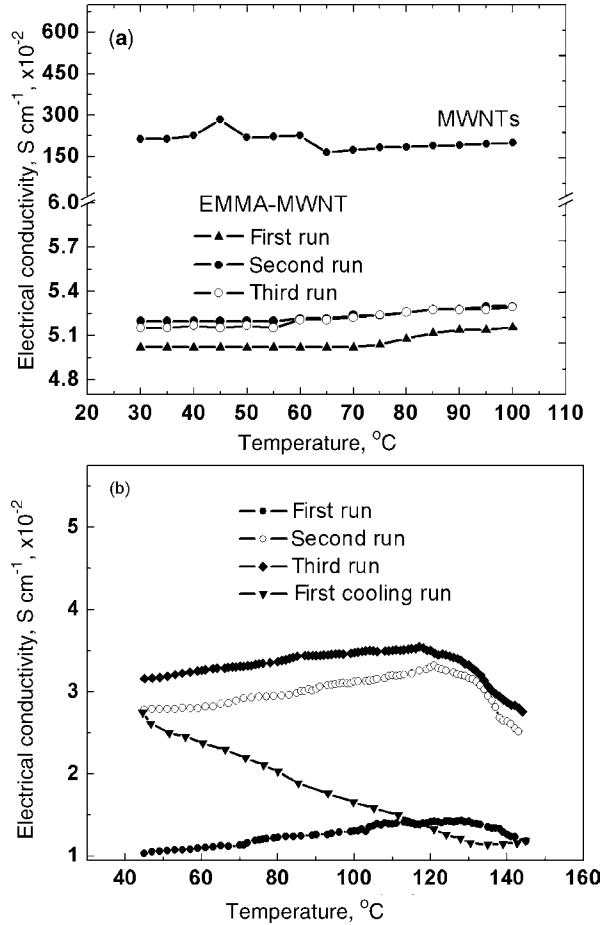 (a)
Electrical conductivity, S cm⁻¹, x10⁻²
600
450
300
150
6.0
5.7
5.4
5.1
4.8
MWNTs
EMMA-MWNT
First run
Second run
Third run
20 30 40 50 60 70 80 90 100 110
Temperature, °C
(b)
Electrical conductivity, S cm⁻¹, x10⁻²
5
4
3
2
1
First run
Second run
Third run
First cooling run
40 60 80 100 120 140 160
Temperature, °C